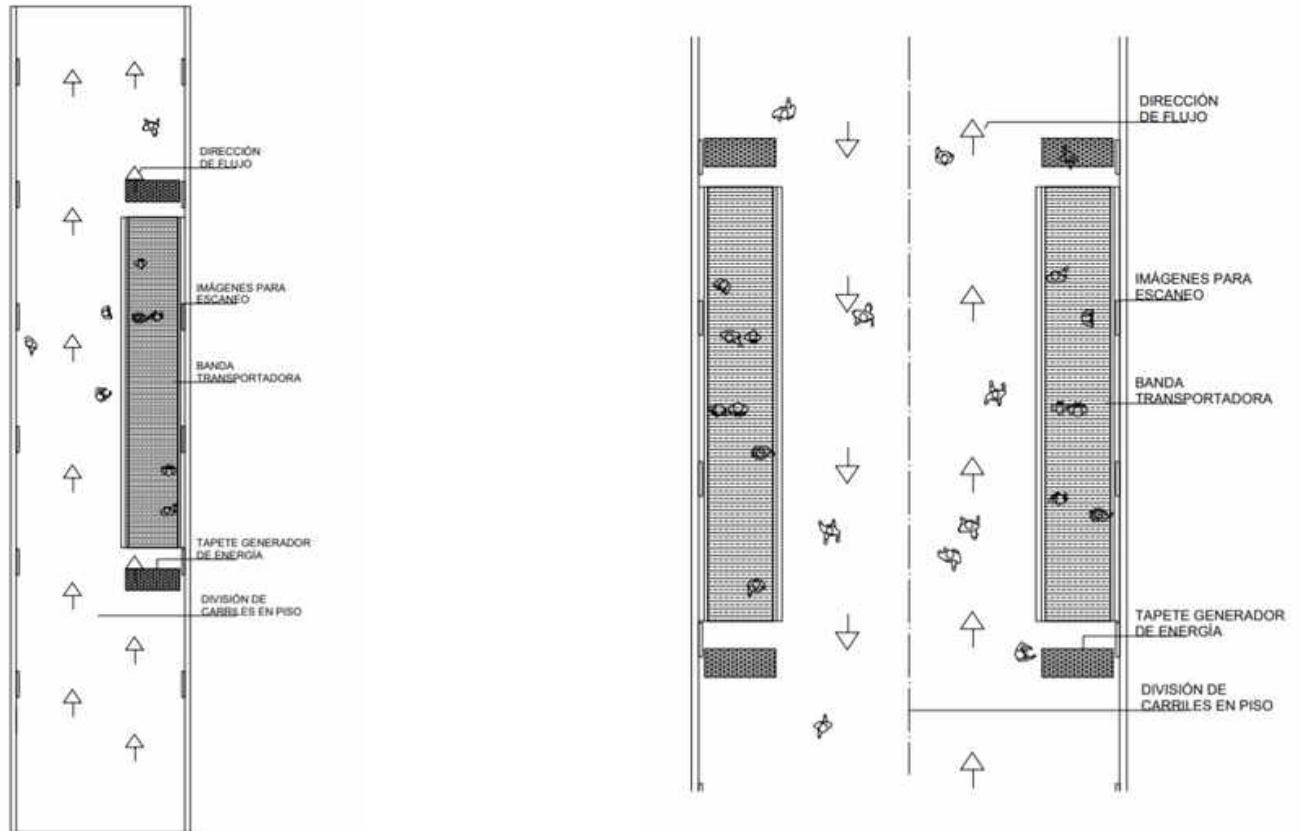 DIRECCIÓN
DE FLUJO
IMÁGENES PARA
ESCANEO
BANDA
TRANSPORTADORA
TAPETE GENERADOR
DE ENERGÍA
DIVISIÓN DE
CARRILES EN PISO
DIRECCIÓN
DE FLUJO
IMÁGENES PARA
ESCANEO
BANDA
TRANSPORTADORA
TAPETE GENERADOR
DE ENERGÍA
DIVISIÓN DE
CARRILES EN PISO